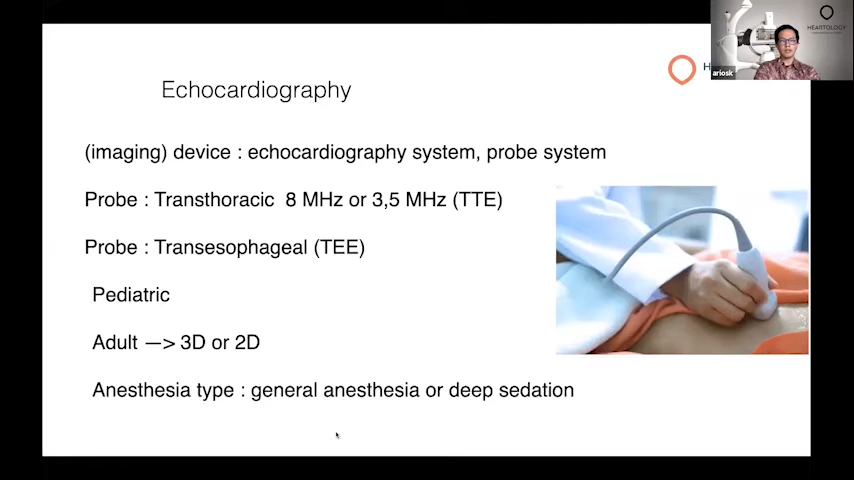 HEARTOLOGY
ariosk
Echocardiography
(imaging) device : echocardiography system, probe system
Probe : Transthoracic 8 MHz or 3,5 MHz (TTE)
Probe : Transesophageal (TEE)
Pediatric
Adult —> 3D or 2D
Anesthesia type : general anesthesia or deep sedation